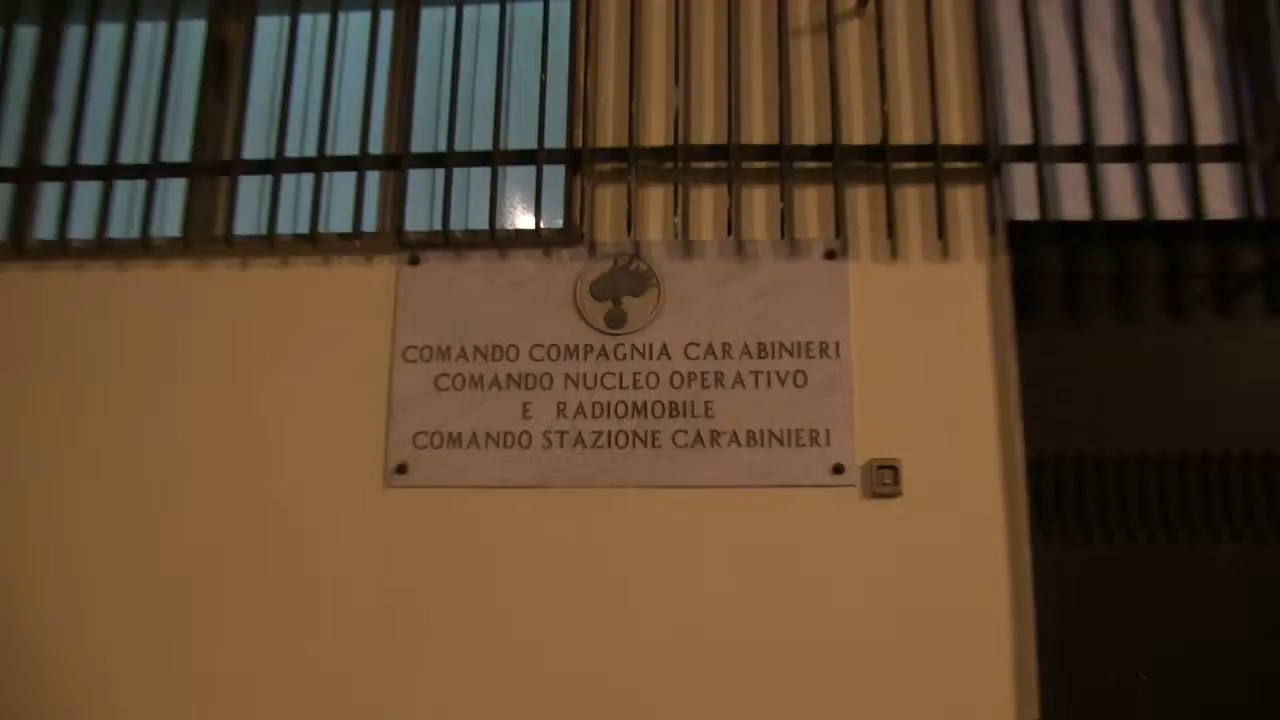 COMANDO COMPAGNIA CARABINIERI
COMANDO NUCLEO OPERATIVO
E RADIOMOBILE
COMANDO STAZIONE CARABINIERI